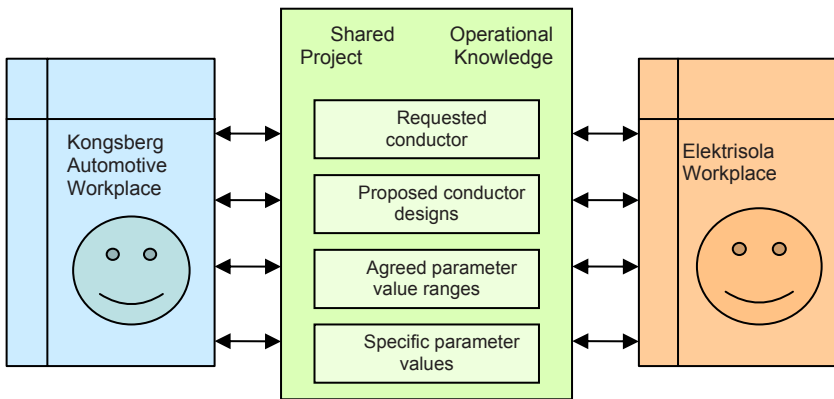 Shared Operational
Project Knowledge
Kongsberg
Automotive
Workplace
Requested
conductor
Proposed conductor
designs
Agreed parameter
value ranges
Specific parameter
values
Elektrisola
Workplace